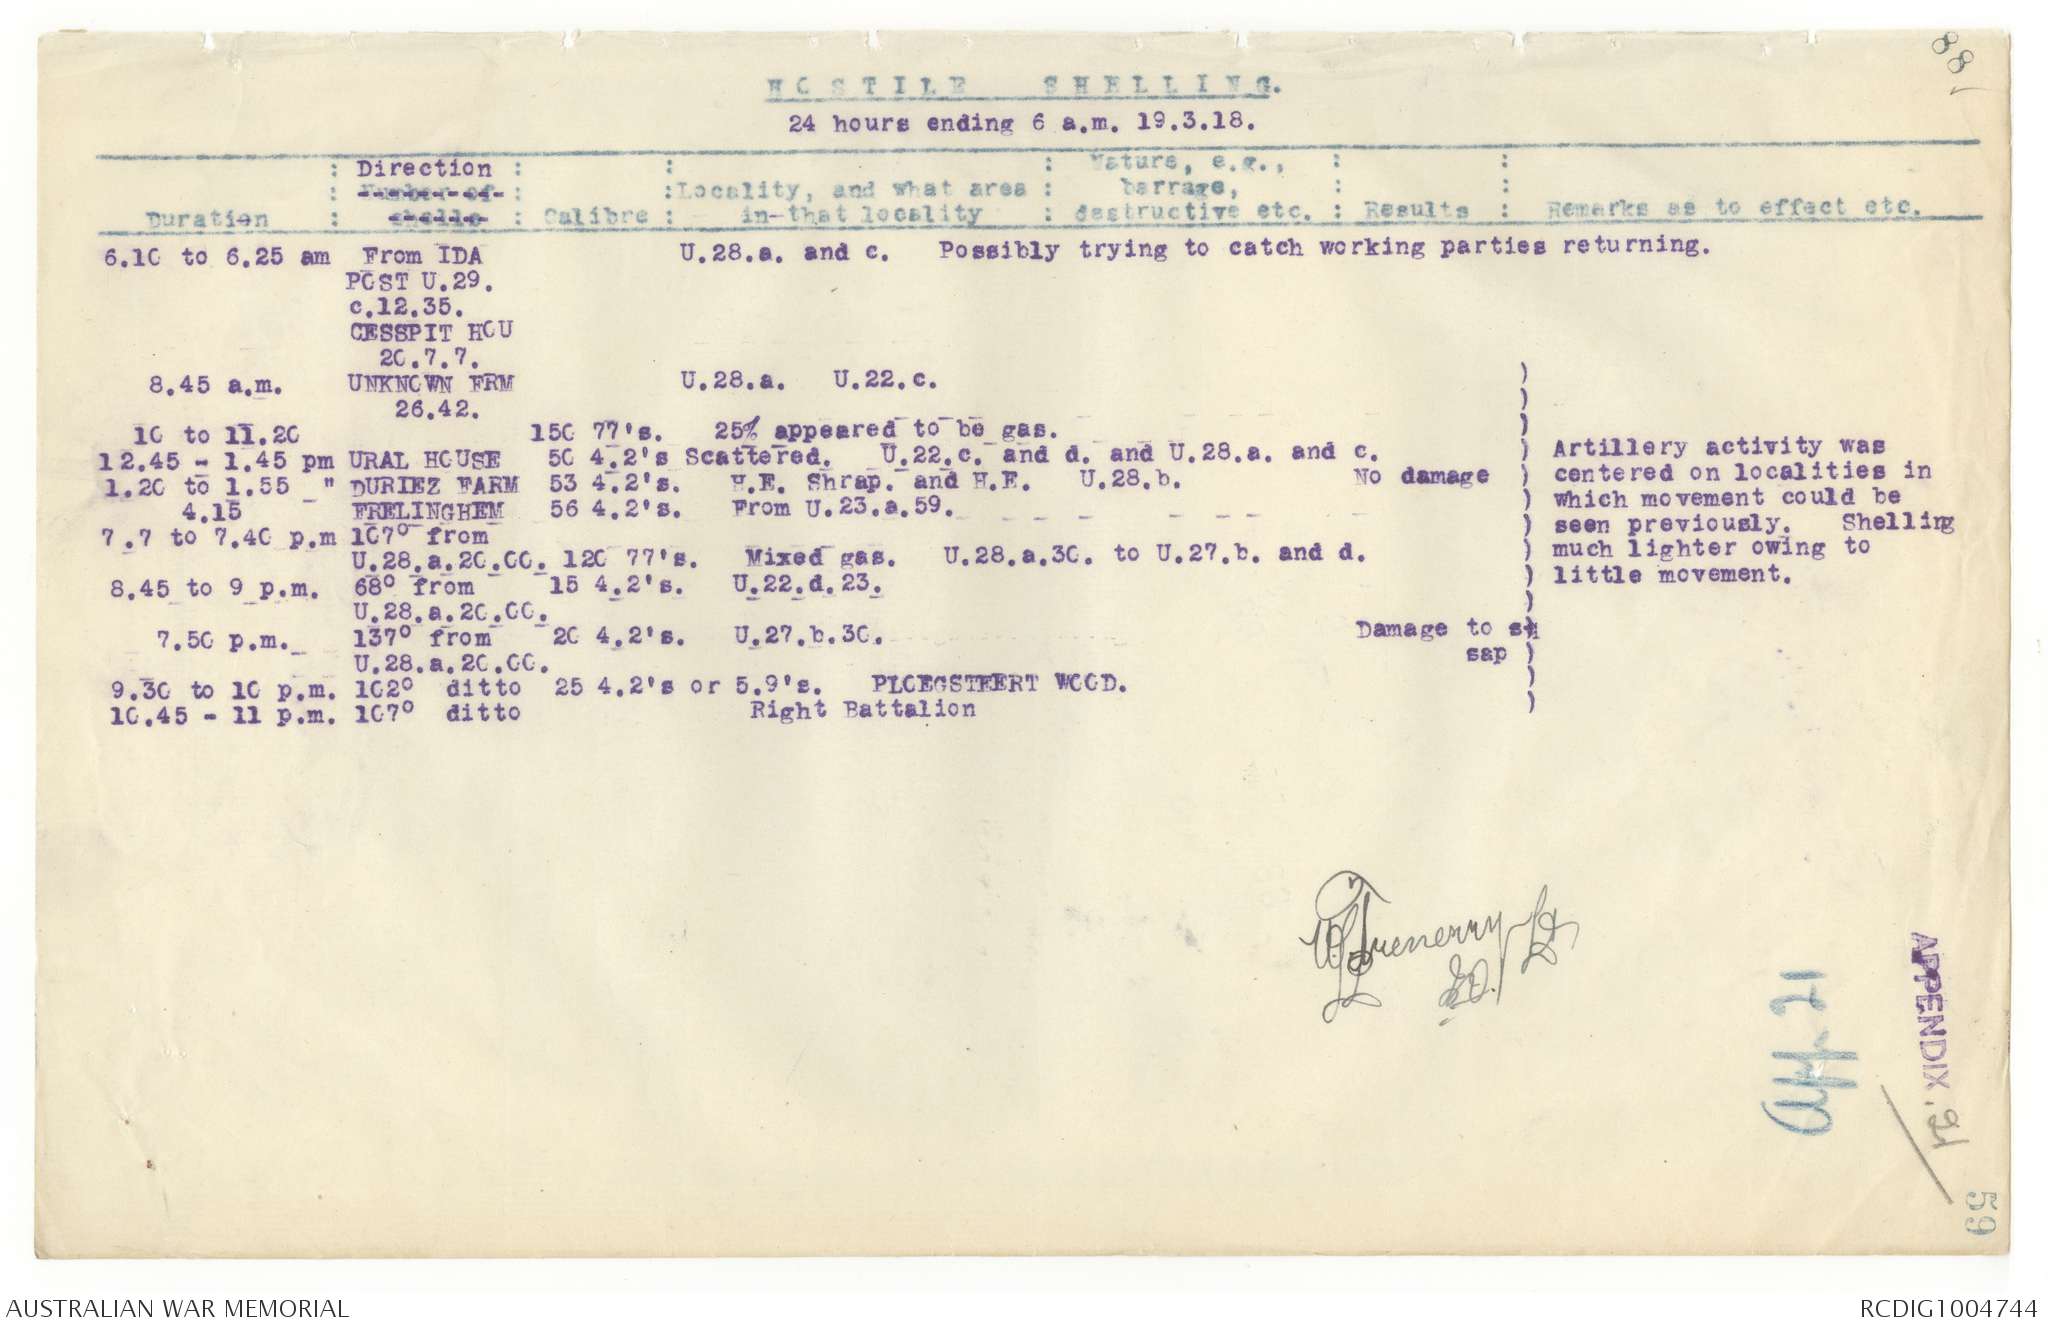 88
HOSTILE SHELLING.
24 hours ending 6 a.m. 19.3.18.
: Direction : : : Nature, e.g., : :
: Number of : :Locality, and what area : barrage, : :
Duration : shells : Calibre : in that locality : destructive etc. : Results : Remarks as to effect etc.
6.10 to 6.25 am From IDA U.28.a. and c. Possibly trying to catch working parties returning.
POST U.29.
c.12.35.
CESSPIT HOU
20.7.7.
8.45 a.m. UNKNOWN FRM U.28.a. U.22.c. )
26.42. )
10 to 11.20 150 77's. 25% appeared to be gas. )
12.45 - 1.45 pm URAL HOUSE 50 4.2's Scattered. U.22.c. and d. and U.28.a. and c. ) Artillery activity was
1.20 to 1.55 " DURIEZ FARM 53 4.2's. H.E. Shrap. and H.E. U.28.b. No damage ) centered on localities in
4.15 FRELINGHEM 56 4.2's. From U.23.a.59. ) which movement could be
7.7 to 7.40 p.m 107° from ) seen previously. Shelling
U.28.a.20.00. 120 77's. Mixed gas. U.28.a.30. to U.27.b. and d. ) much lighter owing to
8.45 to 9 p.m. 68° from 15 4.2's. U.22.d.23. ) little movement.
U.28.a.20.00. )
7.50 p.m. 137° from 20 4.2's. U.27.b.30. Damage to )
U.28.a.20.00. sap )
9.30 to 10 p.m. 102° ditto 25 4.2's or 5.9's. PLOEGSTEERT WOOD. )
10.45 - 11 p.m. 107° ditto Right Battalion )
Trenerry Lt
I.O.
App. 21
APPENDIX. 21
59
AUSTRALIAN WAR MEMORIAL
RCDIG1004744